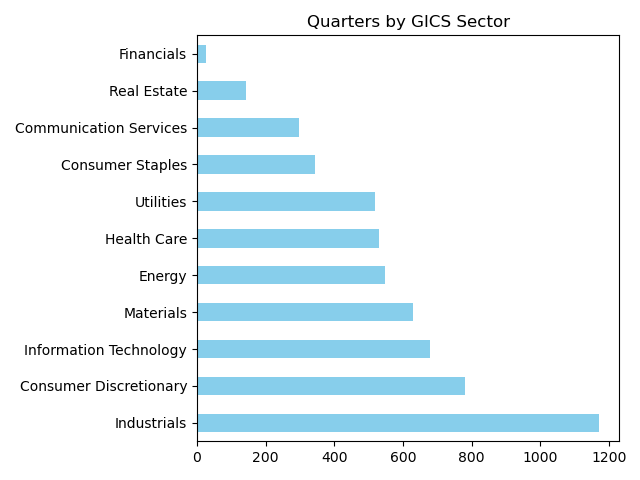 Quarters by GICS Sector
Financials
Real Estate
Communication Services
Consumer Staples
Utilities
Health Care
Energy
Materials
Information Technology
Consumer Discretionary
Industrials
0 200 400 600 800 1000 1200